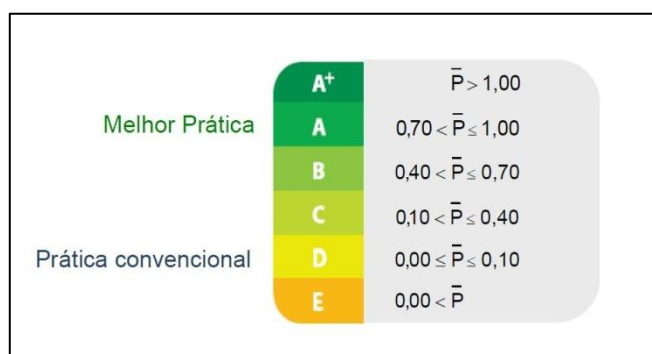 A⁺ P̅ > 1,00
Melhor Prática A 0,70 < P̅ ≤ 1,00
B 0,40 < P̅ ≤ 0,70
C 0,10 < P̅ ≤ 0,40
Prática convencional D 0,00 ≤ P̅ ≤ 0,10
E 0,00 < P̅